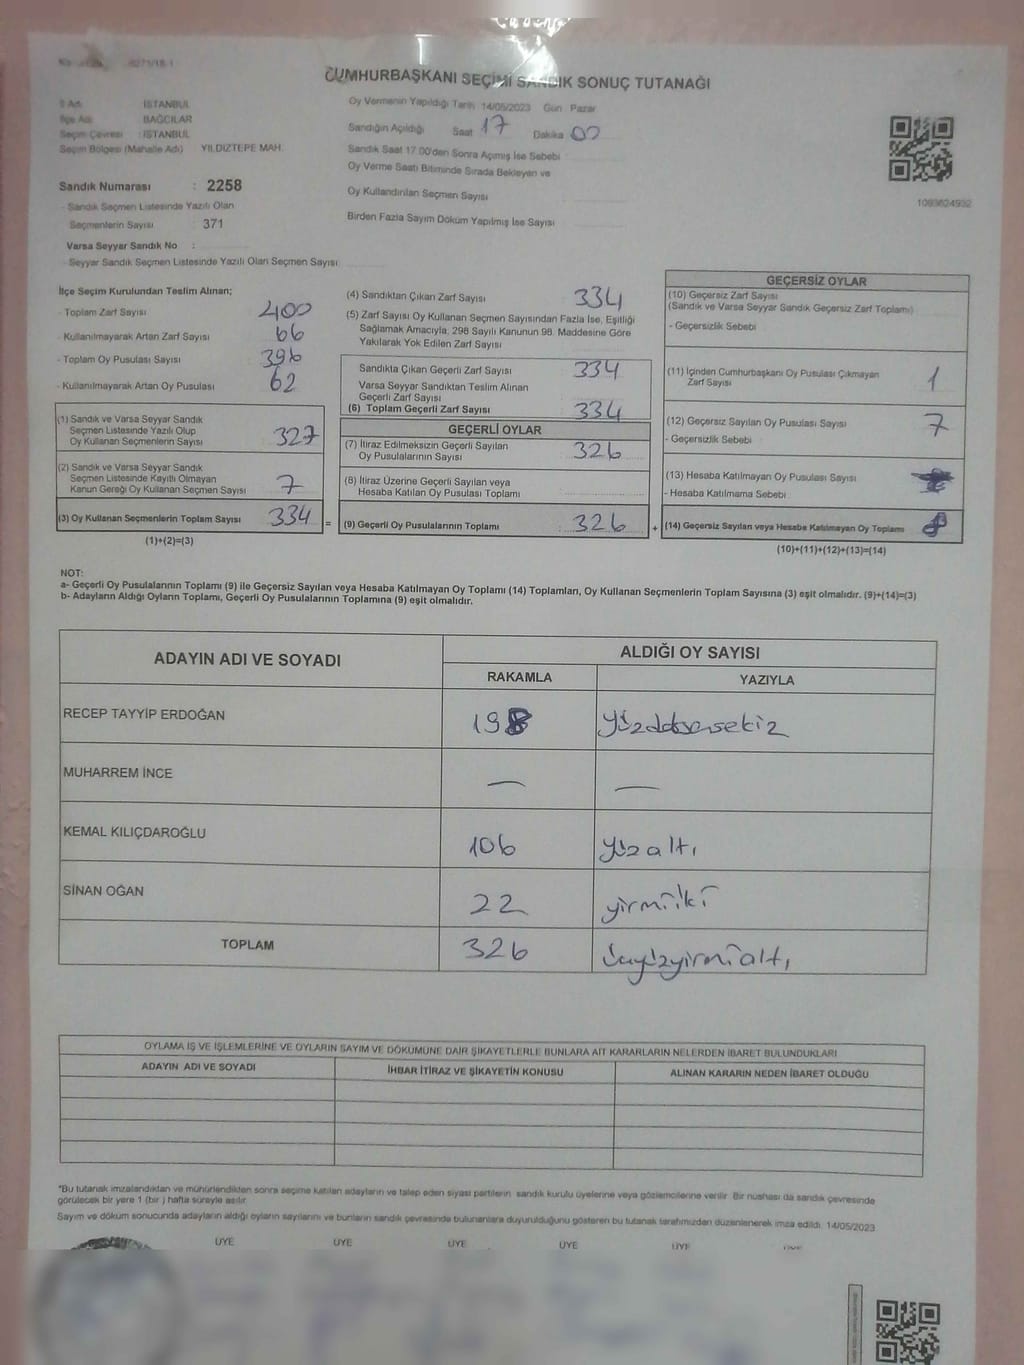 CUMHURBAŞKANI SEÇİMİ SANDIK SONUÇ TUTANAĞI
İl Adı : İSTANBUL
İlçe Adı : BAĞCILAR
Seçim Çevresi : İSTANBUL
Seçim Bölgesi (Mahalle Adı) YILDIZTEPE MAH.
Sandık Numarası : 2258
- Sandık Seçmen Listesinde Yazılı Olan
Seçmenlerin Sayısı : 371
Varsa Seyyar Sandık No :
- Seyyar Sandık Seçmen Listesinde Yazılı Olan Seçmen Sayısı:
Oy Vermenin Yapıldığı Tarih 14/05/2023 Gün Pazar
Sandığın Açıldığı Saat 17 Dakika 00
Sandık Saat 17.00'den Sonra Açılmış İse Sebebi :
Oy Verme Saati Bitiminde Sırada Bekleyen ve
Oy Kullandırılan Seçmen Sayısı
Birden Fazla Sayım Döküm Yapılmış İse Sayısı
1093624932
İlçe Seçim Kurulundan Teslim Alınan;
- Toplam Zarf Sayısı : 400
- Kullanılmayarak Artan Zarf Sayısı : 66
- Toplam Oy Pusulası Sayısı : 396
- Kullanılmayarak Artan Oy Pusulası : 62
(1) Sandık ve Varsa Seyyar Sandık
Seçmen Listesinde Yazılı Olup
Oy Kullanan Seçmenlerin Sayısı : 327
(2) Sandık ve Varsa Seyyar Sandık
Seçmen Listesinde Kayıtlı Olmayan
Kanun Gereği Oy Kullanan Seçmen Sayısı : 7
(3) Oy Kullanan Seçmenlerin Toplam Sayısı : 334 =
(1)+(2)=(3)
(4) Sandıktan Çıkan Zarf Sayısı : 334
(5) Zarf Sayısı Oy Kullanan Seçmen Sayısından Fazla İse, Eşitliği
Sağlamak Amacıyla, 298 Sayılı Kanunun 98. Maddesine Göre
Yakılarak Yok Edilen Zarf Sayısı :
Sandıkta Çıkan Geçerli Zarf Sayısı : 334
Varsa Seyyar Sandıktan Teslim Alınan
Geçerli Zarf Sayısı :
(6) Toplam Geçerli Zarf Sayısı : 334
GEÇERLİ OYLAR
(7) İtiraz Edilmeksizin Geçerli Sayılan
Oy Pusulalarının Sayısı : 326
(8) İtiraz Üzerine Geçerli Sayılan veya
Hesaba Katılan Oy Pusulası Toplamı :
(9) Geçerli Oy Pusulalarının Toplamı : 326 +
GEÇERSİZ OYLAR
(10) Geçersiz Zarf Sayısı
(Sandık ve Varsa Seyyar Sandık Geçersiz Zarf Toplamı)
- Geçersizlik Sebebi :
(11) İçinden Cumhurbaşkanı Oy Pusulası Çıkmayan
Zarf Sayısı : 1
(12) Geçersiz Sayılan Oy Pusulası Sayısı : 7
- Geçersizlik Sebebi :
(13) Hesaba Katılmayan Oy Pusulası Sayısı :
- Hesaba Katılmama Sebebi :
(14) Geçersiz Sayılan veya Hesaba Katılmayan Oy Toplamı : 8
(10)+(11)+(12)+(13)=(14)
NOT:
a- Geçerli Oy Pusulalarının Toplamı (9) ile Geçersiz Sayılan veya Hesaba Katılmayan Oy Toplamı (14) Toplamları, Oy Kullanan Seçmenlerin Toplam Sayısına (3) eşit olmalıdır. (9)+(14)=(3)
b- Adayların Aldığı Oyların Toplamı, Geçerli Oy Pusulalarının Toplamına (9) eşit olmalıdır.
ADAYIN ADI VE SOYADI
ALDIĞI OY SAYISI
RAKAMLA YAZIYLA
RECEP TAYYİP ERDOĞAN 198 yüzdoksansekiz
MUHARREM İNCE — —
KEMAL KILIÇDAROĞLU 106 yüzaltı
SİNAN OĞAN 22 yirmiiki
TOPLAM 326 üçyüzyirmialtı
OYLAMA İŞ VE İŞLEMLERİNE VE OYLARIN SAYIM VE DÖKÜMÜNE DAİR ŞİKAYETLERLE BUNLARA AİT KARARLARIN NELERDEN İBARET BULUNDUKLARI
ADAYIN ADI VE SOYADI İHBAR İTİRAZ VE ŞİKAYETİN KONUSU ALINAN KARARIN NEDEN İBARET OLDUĞU
*Bu tutanak imzalandıktan ve mühürlendikten sonra seçime katılan adayların ve talep eden siyasi partilerin sandık kurulu üyelerine veya gözlemcilerine verilir. Bir nüshası da sandık çevresinde
görülecek bir yere 1 (bir ) hafta süreyle asılır.
Sayım ve döküm sonucunda adayların aldığı oyların sayılarını ve bunların sandık çevresinde bulunanlara duyurulduğunu gösteren bu tutanak tarafımızdan düzenlenerek imza edildi. 14/05/2023
ÜYE ÜYE ÜYE ÜYE ÜYE ÜYE